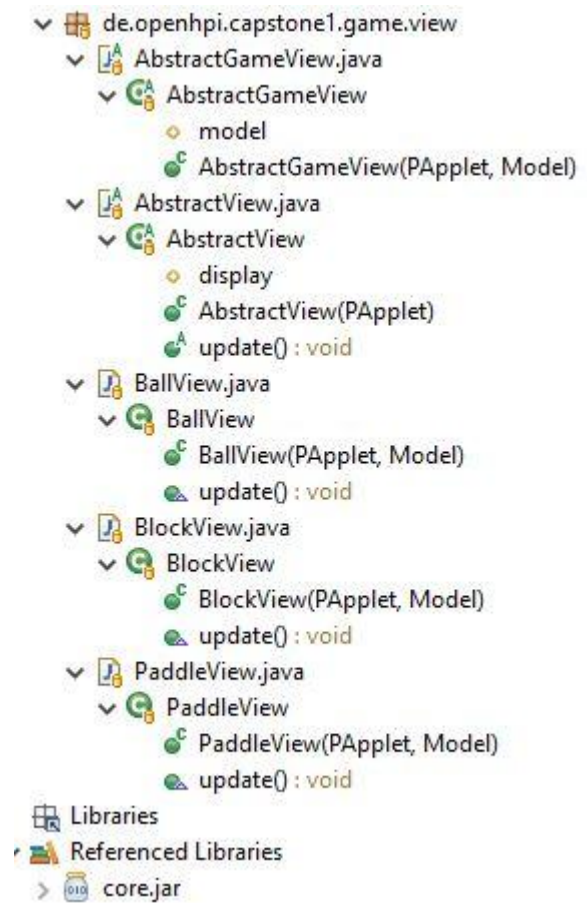 de.openhpi.capstone1.game.view
AbstractGameView.java
AbstractGameView
model
AbstractGameView(PApplet, Model)
AbstractView.java
AbstractView
display
AbstractView(PApplet)
update() : void
BallView.java
BallView
BallView(PApplet, Model)
update() : void
BlockView.java
BlockView
BlockView(PApplet, Model)
update() : void
PaddleView.java
PaddleView
PaddleView(PApplet, Model)
update() : void
Libraries
Referenced Libraries
core.jar